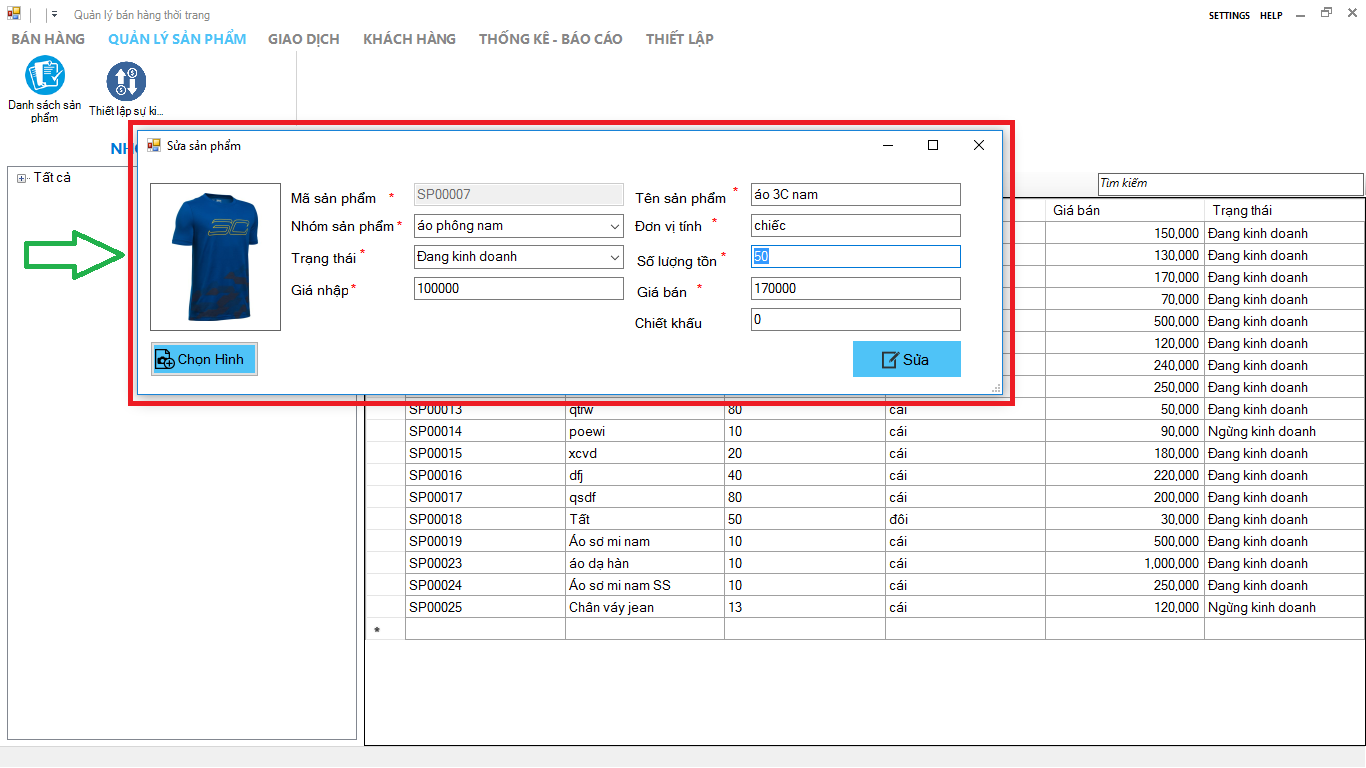 Quản lý bán hàng thời trang
SETTINGS HELP
BÁN HÀNG QUẢN LÝ SẢN PHẨM GIAO DỊCH KHÁCH HÀNG THỐNG KÊ - BÁO CÁO THIẾT LẬP
Danh sách sản phẩm
Thiết lập sự ki...
Tất cả
Sửa sản phẩm
30
Mã sản phẩm * SP00007 Tên sản phẩm * áo 3C nam
Nhóm sản phẩm * áo phông nam Đơn vị tính * chiếc
Trạng thái * Đang kinh doanh Số lượng tồn * 50
Giá nhập * 100000 Giá bán * 170000
Chiết khấu 0
Chọn Hình
Sửa
Tìm kiếm
Giá bán Trạng thái
150,000 Đang kinh doanh
130,000 Đang kinh doanh
170,000 Đang kinh doanh
70,000 Đang kinh doanh
500,000 Đang kinh doanh
120,000 Đang kinh doanh
240,000 Đang kinh doanh
250,000 Đang kinh doanh
SP00013 qtrw 80 cái 50,000 Đang kinh doanh
SP00014 poewi 10 cái 90,000 Ngừng kinh doanh
SP00015 xcvd 20 cái 180,000 Đang kinh doanh
SP00016 dfj 40 cái 220,000 Đang kinh doanh
SP00017 qsdf 80 cái 200,000 Đang kinh doanh
SP00018 Tất 50 đôi 30,000 Đang kinh doanh
SP00019 Áo sơ mi nam 10 cái 500,000 Đang kinh doanh
SP00023 áo dạ hàn 10 cái 1,000,000 Đang kinh doanh
SP00024 Áo sơ mi nam SS 10 cái 250,000 Đang kinh doanh
SP00025 Chân váy jean 13 cái 120,000 Ngừng kinh doanh
*